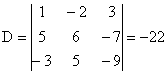 D = | 1 - 2 3 |
| 5 6 - 7 | = -22
| - 3 5 - 9 |